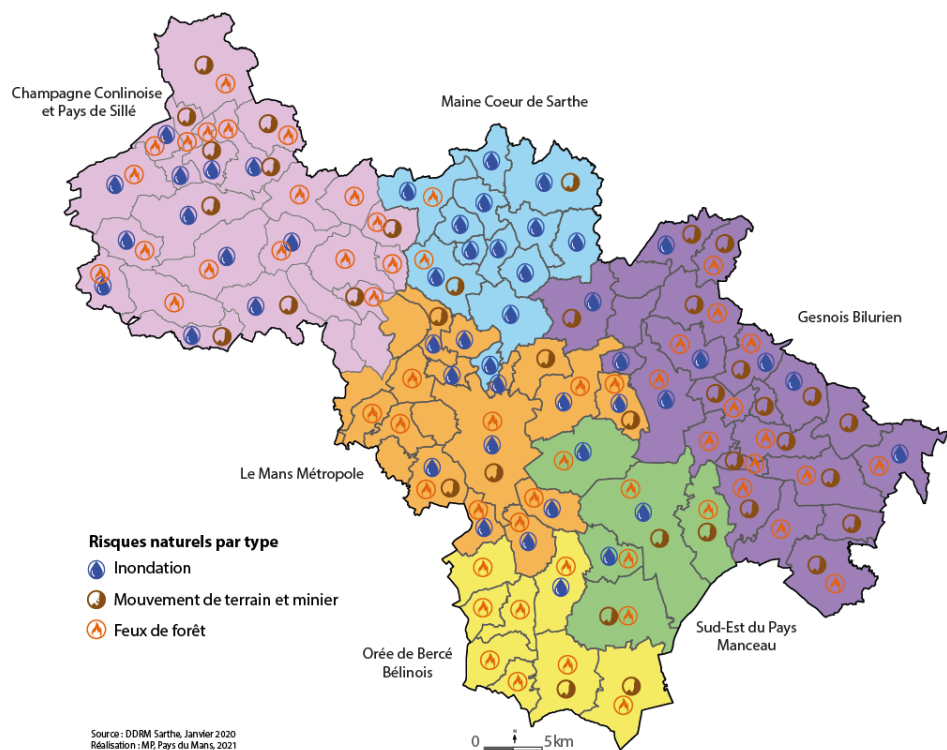 Champagne Conlinoise
et Pays de Sillé
Maine Coeur de Sarthe
Gesnois Bilurien
Le Mans Métropole
Risques naturels par type
Inondation
Mouvement de terrain et minier
Feux de forêt
Orée de Bercé
Bélinois
Sud-Est du Pays
Manceau
Source : DDRM Sarthe, Janvier 2020
Réalisation : MP, Pays du Mans, 2021
N
0 5km